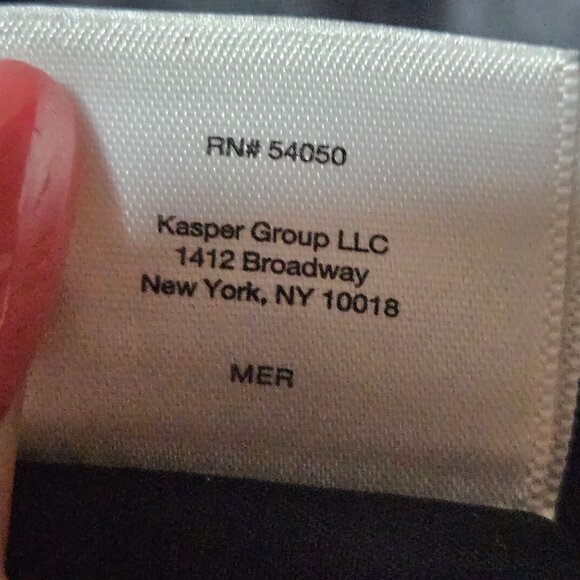 RN# 54050
Kasper Group LLC
1412 Broadway
New York, NY 10018
MER